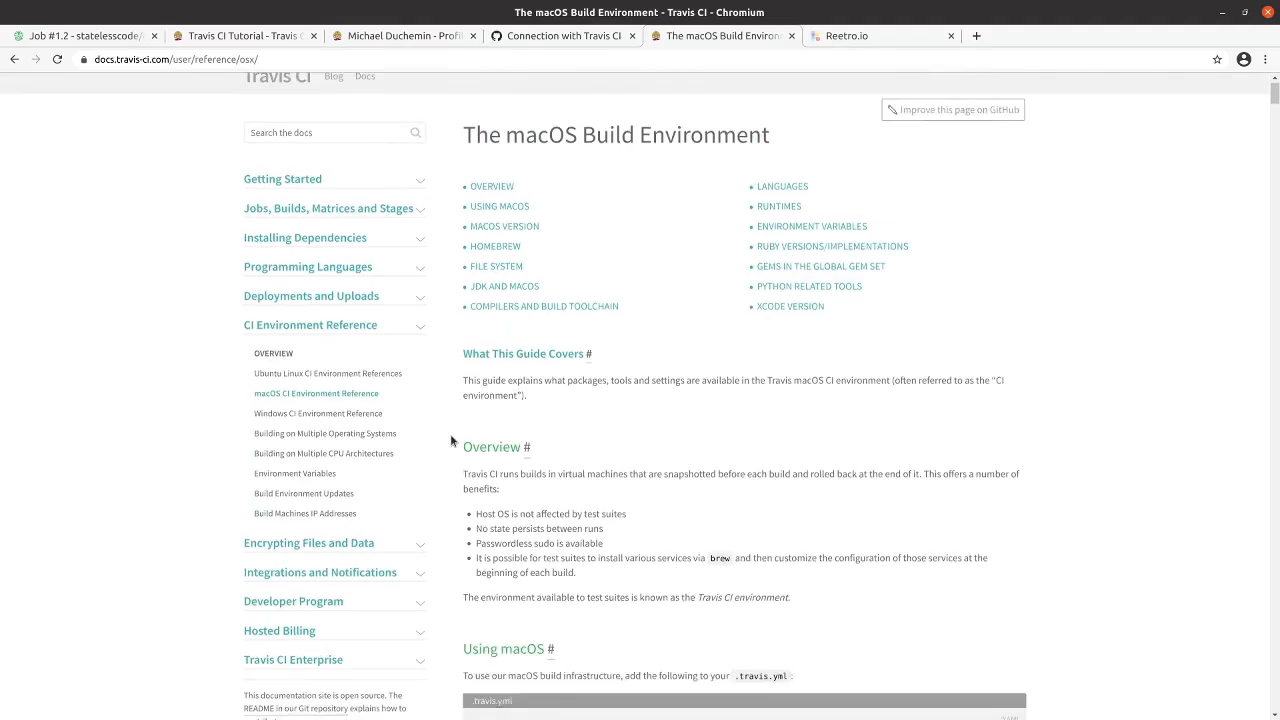 The macOS Build Environment - Travis CI - Chromium
Job #1.2 - statelesscode/
Travis CI Tutorial - Travis C
Michael Duchemin - Profil
Connection with Travis CI
The macOS Build Environ
Reetro.io
docs.travis-ci.com/user/reference/osx/
Travis CI
Blog
Docs
Improve this page on GitHub
Search the docs
Getting Started
Jobs, Builds, Matrices and Stages
Installing Dependencies
Programming Languages
Deployments and Uploads
CI Environment Reference
OVERVIEW
Ubuntu Linux CI Environment References
macOS CI Environment Reference
Windows CI Environment Reference
Building on Multiple Operating Systems
Building on Multiple CPU Architectures
Environment Variables
Build Environment Updates
Build Machines IP Addresses
Encrypting Files and Data
Integrations and Notifications
Developer Program
Hosted Billing
Travis CI Enterprise
This documentation site is open source. The
README in our Git repository explains how to
The macOS Build Environment
OVERVIEW
USING MACOS
MACOS VERSION
HOMEBREW
FILE SYSTEM
JDK AND MACOS
COMPILERS AND BUILD TOOLCHAIN
LANGUAGES
RUNTIMES
ENVIRONMENT VARIABLES
RUBY VERSIONS/IMPLEMENTATIONS
GEMS IN THE GLOBAL GEM SET
PYTHON RELATED TOOLS
XCODE VERSION
What This Guide Covers #
This guide explains what packages, tools and settings are available in the Travis macOS CI environment (often referred to as the “CI
environment”).
Overview #
Travis CI runs builds in virtual machines that are snapshotted before each build and rolled back at the end of it. This offers a number of
benefits:
Host OS is not affected by test suites
No state persists between runs
Passwordless sudo is available
It is possible for test suites to install various services via brew and then customize the configuration of those services at the
beginning of each build.
The environment available to test suites is known as the Travis CI environment.
Using macOS #
To use our macOS build infrastructure, add the following to your .travis.yml :
.travis.yml
YAML